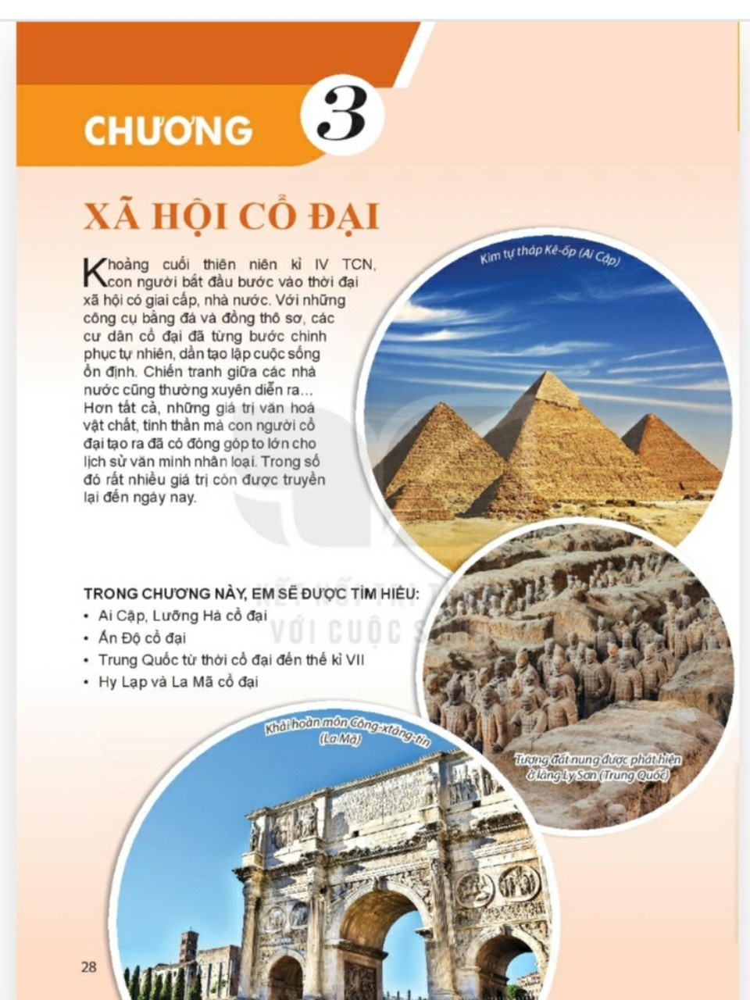 CHƯƠNG 3
XÃ HỘI CỔ ĐẠI
Khoảng cuối thiên niên kỉ IV TCN,
con người bắt đầu bước vào thời đại
xã hội có giai cấp, nhà nước. Với những
công cụ bằng đá và đồng thô sơ, các
cư dân cổ đại đã từng bước chinh
phục tự nhiên, dần tạo lập cuộc sống
ổn định. Chiến tranh giữa các nhà
nước cũng thường xuyên diễn ra...
Hơn tất cả, những giá trị văn hoá
vật chất, tinh thần mà con người cổ
đại tạo ra đã có đóng góp to lớn cho
lịch sử văn minh nhân loại. Trong số
đó rất nhiều giá trị còn được truyền
lại đến ngày nay.
Kim tự tháp Kê-ốp (Ai Cập)
TRONG CHƯƠNG NÀY, EM SẼ ĐƯỢC TÌM HIỂU:
• Ai Cập, Lưỡng Hà cổ đại
• Ấn Độ cổ đại
• Trung Quốc từ thời cổ đại đến thế kỉ VII
• Hy Lạp và La Mã cổ đại
KẾT NỐI TRI
VỚI CUỘC SỐNG
Tượng đất nung được phát hiện
ở lăng Ly Sơn (Trung Quốc)
Khải hoàn môn Công-xtăng-tin
(La Mã)
28